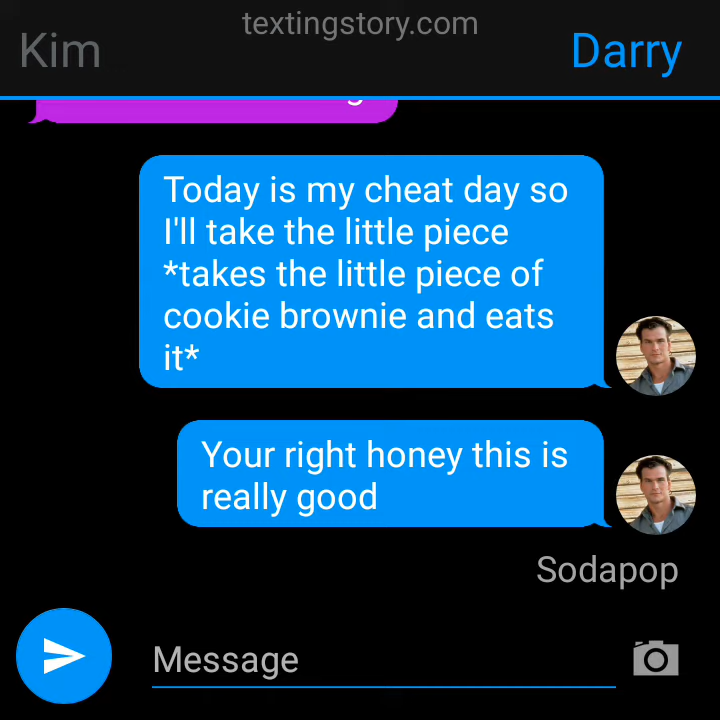 textingstory.com
Kim
Darry
Today is my cheat day so
I'll take the little piece
*takes the little piece of
cookie brownie and eats
it*
Your right honey this is
really good
Sodapop
Message